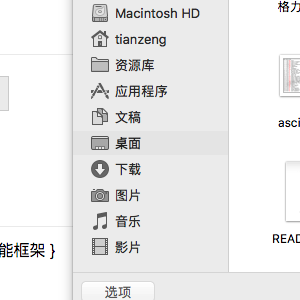 Macintosh HD
tianzeng
资源库
应用程序
文稿
桌面
下载
图片
音乐
影片
选项
能框架 }
格力
asci
READ